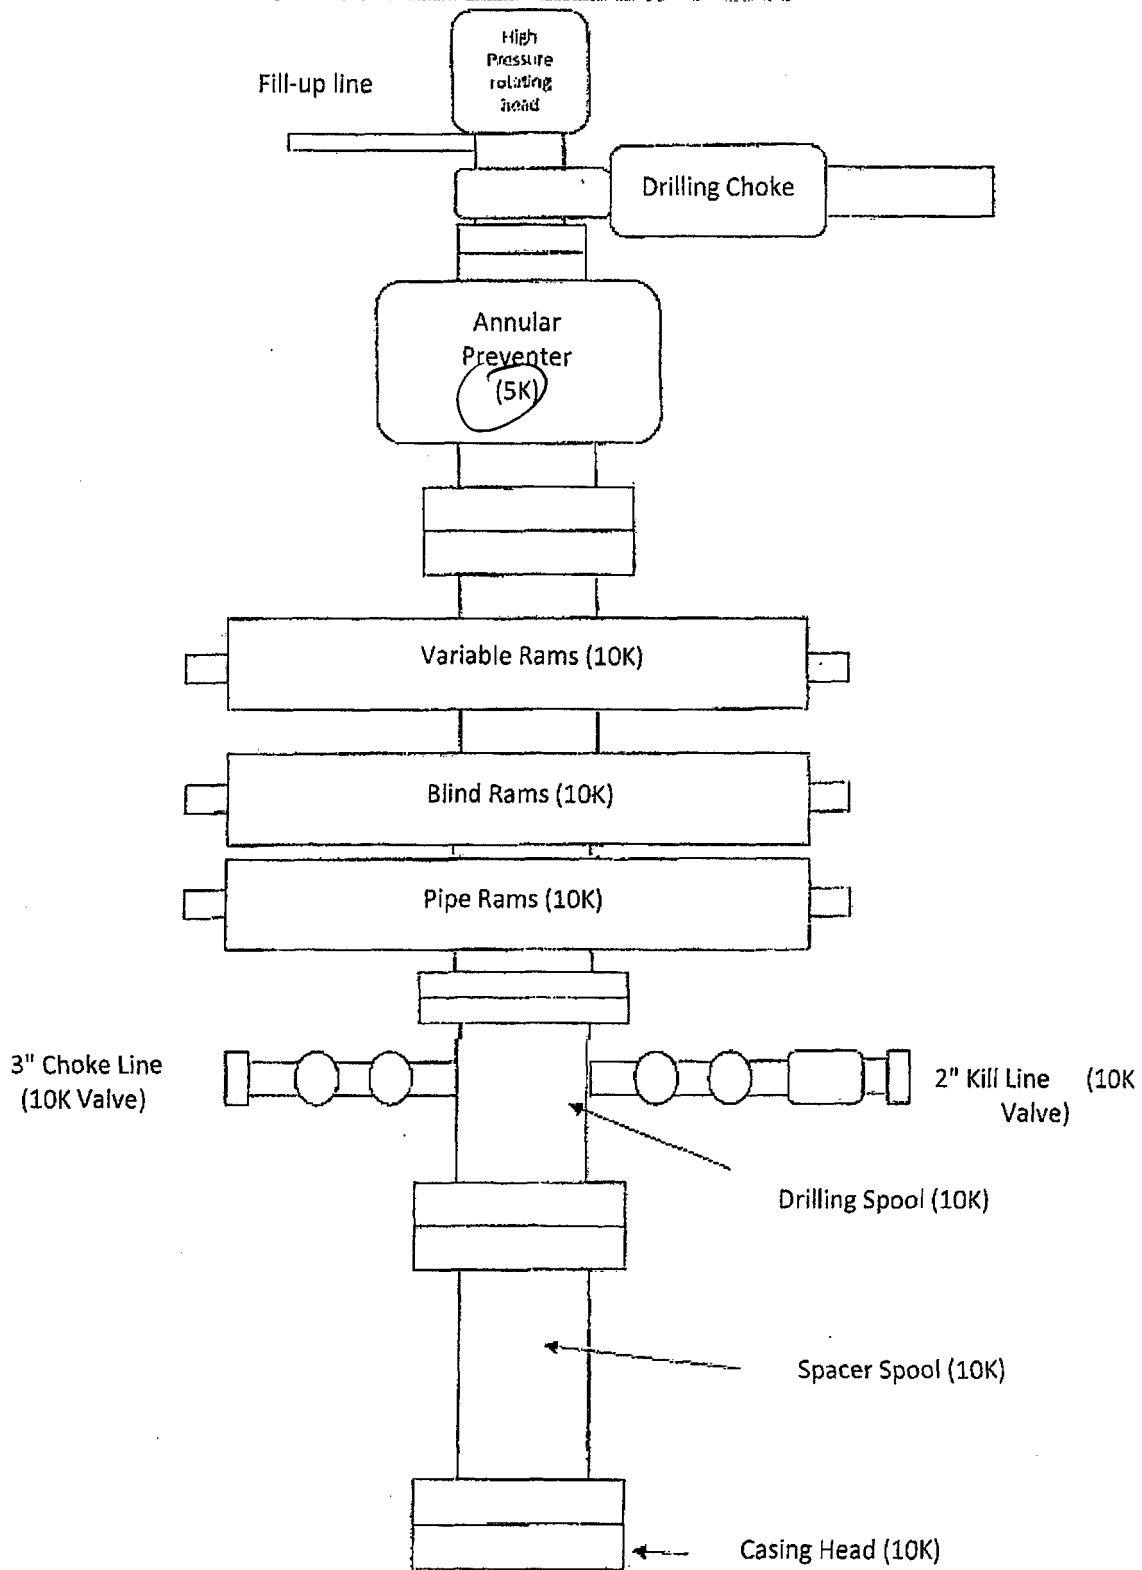 High
Pressure
rotating
head
Fill-up line
Drilling Choke
Annular
Preventer
(5K)
Variable Rams (10K)
Blind Rams (10K)
Pipe Rams (10K)
3" Choke Line
(10K Valve)
2" Kill Line (10K
Valve)
Drilling Spool (10K)
Spacer Spool (10K)
Casing Head (10K)